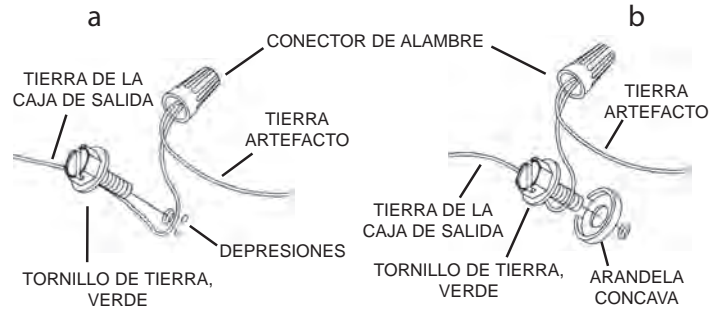 a
b
CONECTOR DE ALAMBRE
TIERRA DE LA
CAJA DE SALIDA
TIERRA
ARTEFACTO
DEPRESIONES
TORNILLO DE TIERRA,
VERDE
TIERRA
ARTEFACTO
TIERRA DE LA
CAJA DE SALIDA
TORNILLO DE TIERRA,
VERDE
ARANDELA
CONCAVA